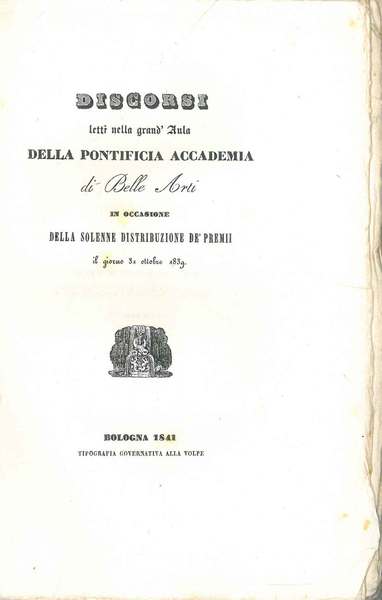 DISCORSI
letti nella grand' Aula
DELLA PONTIFICIA ACCADEMIA
di Belle Arti
IN OCCASIONE
DELLA SOLENNE DISTRIBUZIONE DE' PREMII
il giorno 31 ottobre 1839.
BOLOGNA 1841
TIPOGRAFIA GOVERNATIVA ALLA VOLPE